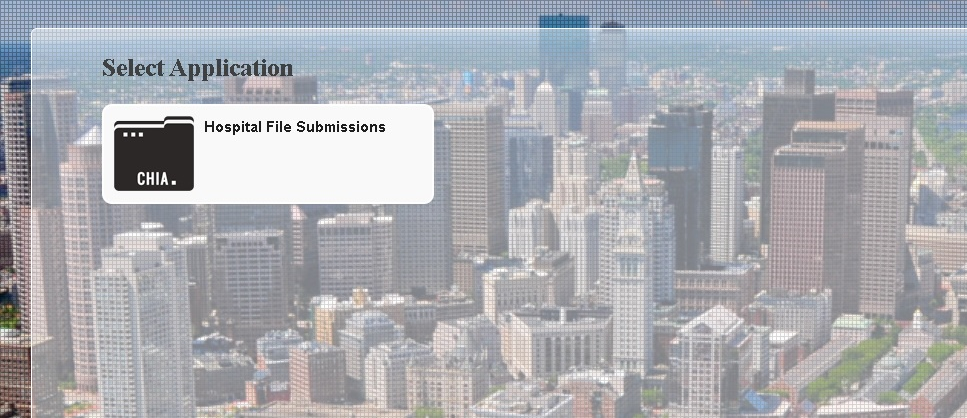 Select Application
Hospital File Submissions
CHIA.